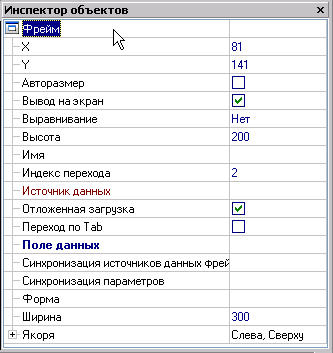 Инспектор объектов
Фрейм
X 81
Y 141
Авторазмер
Вывод на экран
Выравнивание Нет
Высота 200
Имя
Индекс перехода 2
Источник данных
Отложенная загрузка
Переход по Tab
Поле данных
Синхронизация источников данных фрей
Синхронизация параметров
Форма
Ширина 300
Якоря Слева, Сверху